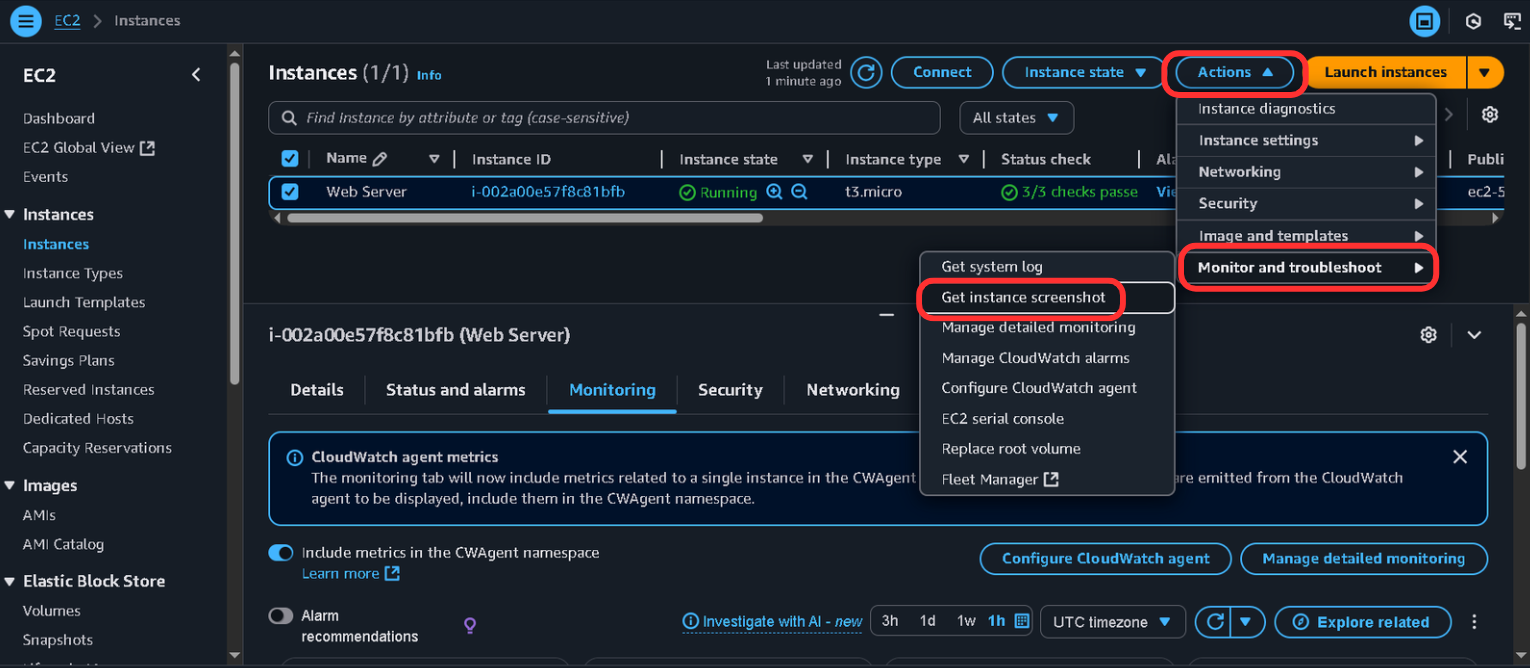 EC2 > Instances
EC2
Dashboard
EC2 Global View
Events
Instances
Instances
Instance Types
Launch Templates
Spot Requests
Savings Plans
Reserved Instances
Dedicated Hosts
Capacity Reservations
Images
AMIs
AMI Catalog
Elastic Block Store
Volumes
Snapshots
Instances (1/1) Info
Last updated
1 minute ago
Connect
Instance state
Actions
Launch instances
Find Instance by attribute or tag (case-sensitive)
All states
Name
Instance ID
Instance state
Instance type
Status check
Ala
Publi
Web Server
i-002a00e57f8c81bfb
Running
t3.micro
3/3 checks passe
Vie
ec2-5
Instance diagnostics
Instance settings
Networking
Security
Image and templates
Monitor and troubleshoot
Get system log
Get instance screenshot
Manage detailed monitoring
Manage CloudWatch alarms
Configure CloudWatch agent
EC2 serial console
Replace root volume
Fleet Manager
i-002a00e57f8c81bfb (Web Server)
Details
Status and alarms
Monitoring
Security
Networking
CloudWatch agent metrics
The monitoring tab will now include metrics related to a single instance in the CWAgent are emitted from the CloudWatch
agent to be displayed, include them in the CWAgent namespace.
Include metrics in the CWAgent namespace
Learn more
Configure CloudWatch agent
Manage detailed monitoring
Alarm
recommendations
Investigate with AI - new
3h 1d 1w 1h
UTC timezone
Explore related